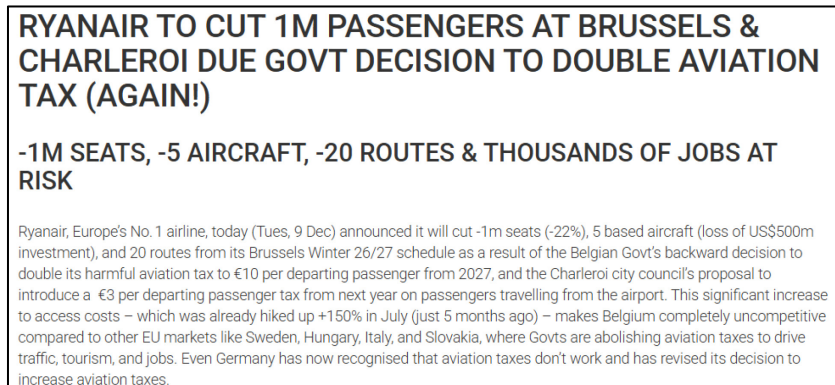 RYANAIR TO CUT 1M PASSENGERS AT BRUSSELS &
CHARLEROI DUE GOVT DECISION TO DOUBLE AVIATION
TAX (AGAIN!)
-1M SEATS, -5 AIRCRAFT, -20 ROUTES & THOUSANDS OF JOBS AT
RISK
Ryanair, Europe's No. 1 airline, today (Tues, 9 Dec) announced it will cut -1m seats (-22%), 5 based aircraft (loss of US$500m
investment), and 20 routes from its Brussels Winter 26/27 schedule as a result of the Belgian Govt's backward decision to
double its harmful aviation tax to €10 per departing passenger from 2027, and the Charleroi city council's proposal to
introduce a €3 per departing passenger tax from next year on passengers travelling from the airport. This significant increase
to access costs – which was already hiked up +150% in July (just 5 months ago) – makes Belgium completely uncompetitive
compared to other EU markets like Sweden, Hungary, Italy, and Slovakia, where Govts are abolishing aviation taxes to drive
traffic, tourism, and jobs. Even Germany has now recognised that aviation taxes don't work and has revised its decision to
increase aviation taxes.